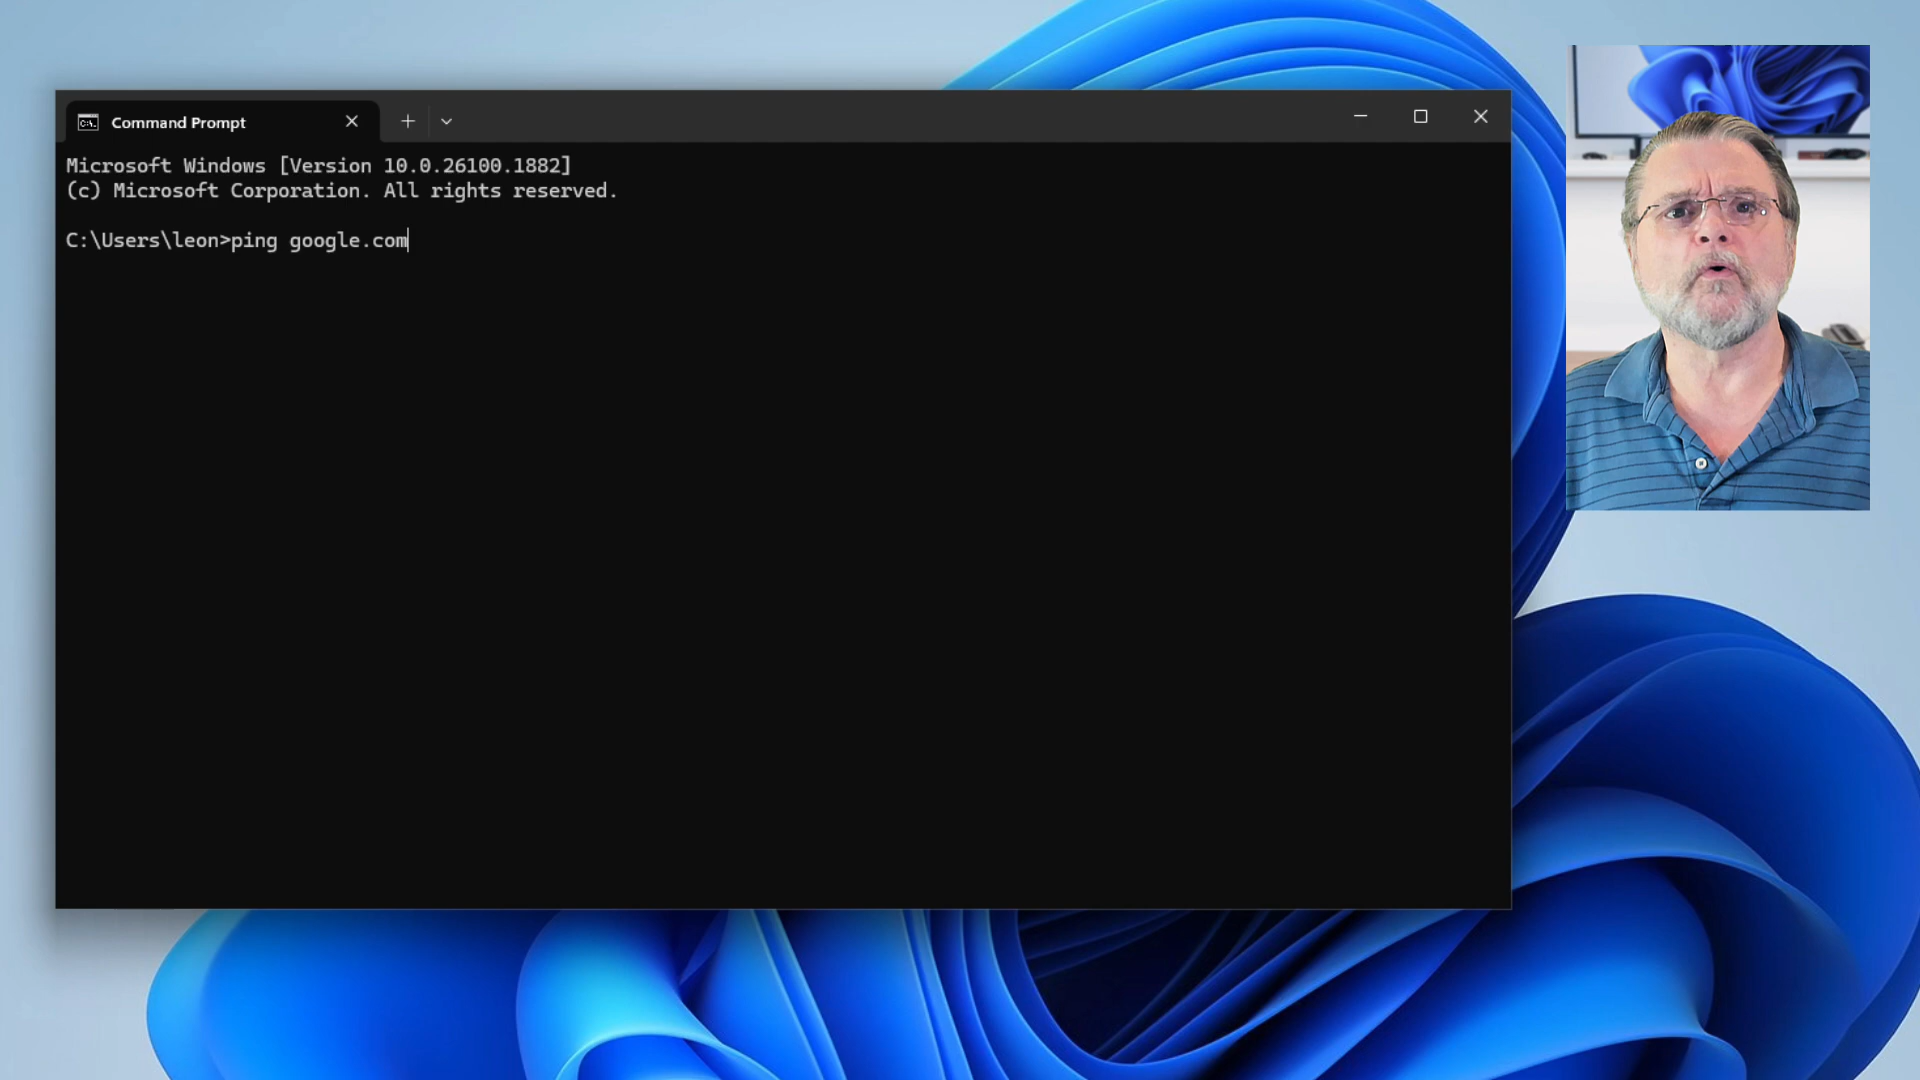 Command Prompt
Microsoft Windows [Version 10.0.26100.1882]
(c) Microsoft Corporation. All rights reserved.
C:\Users\leon>ping google.com